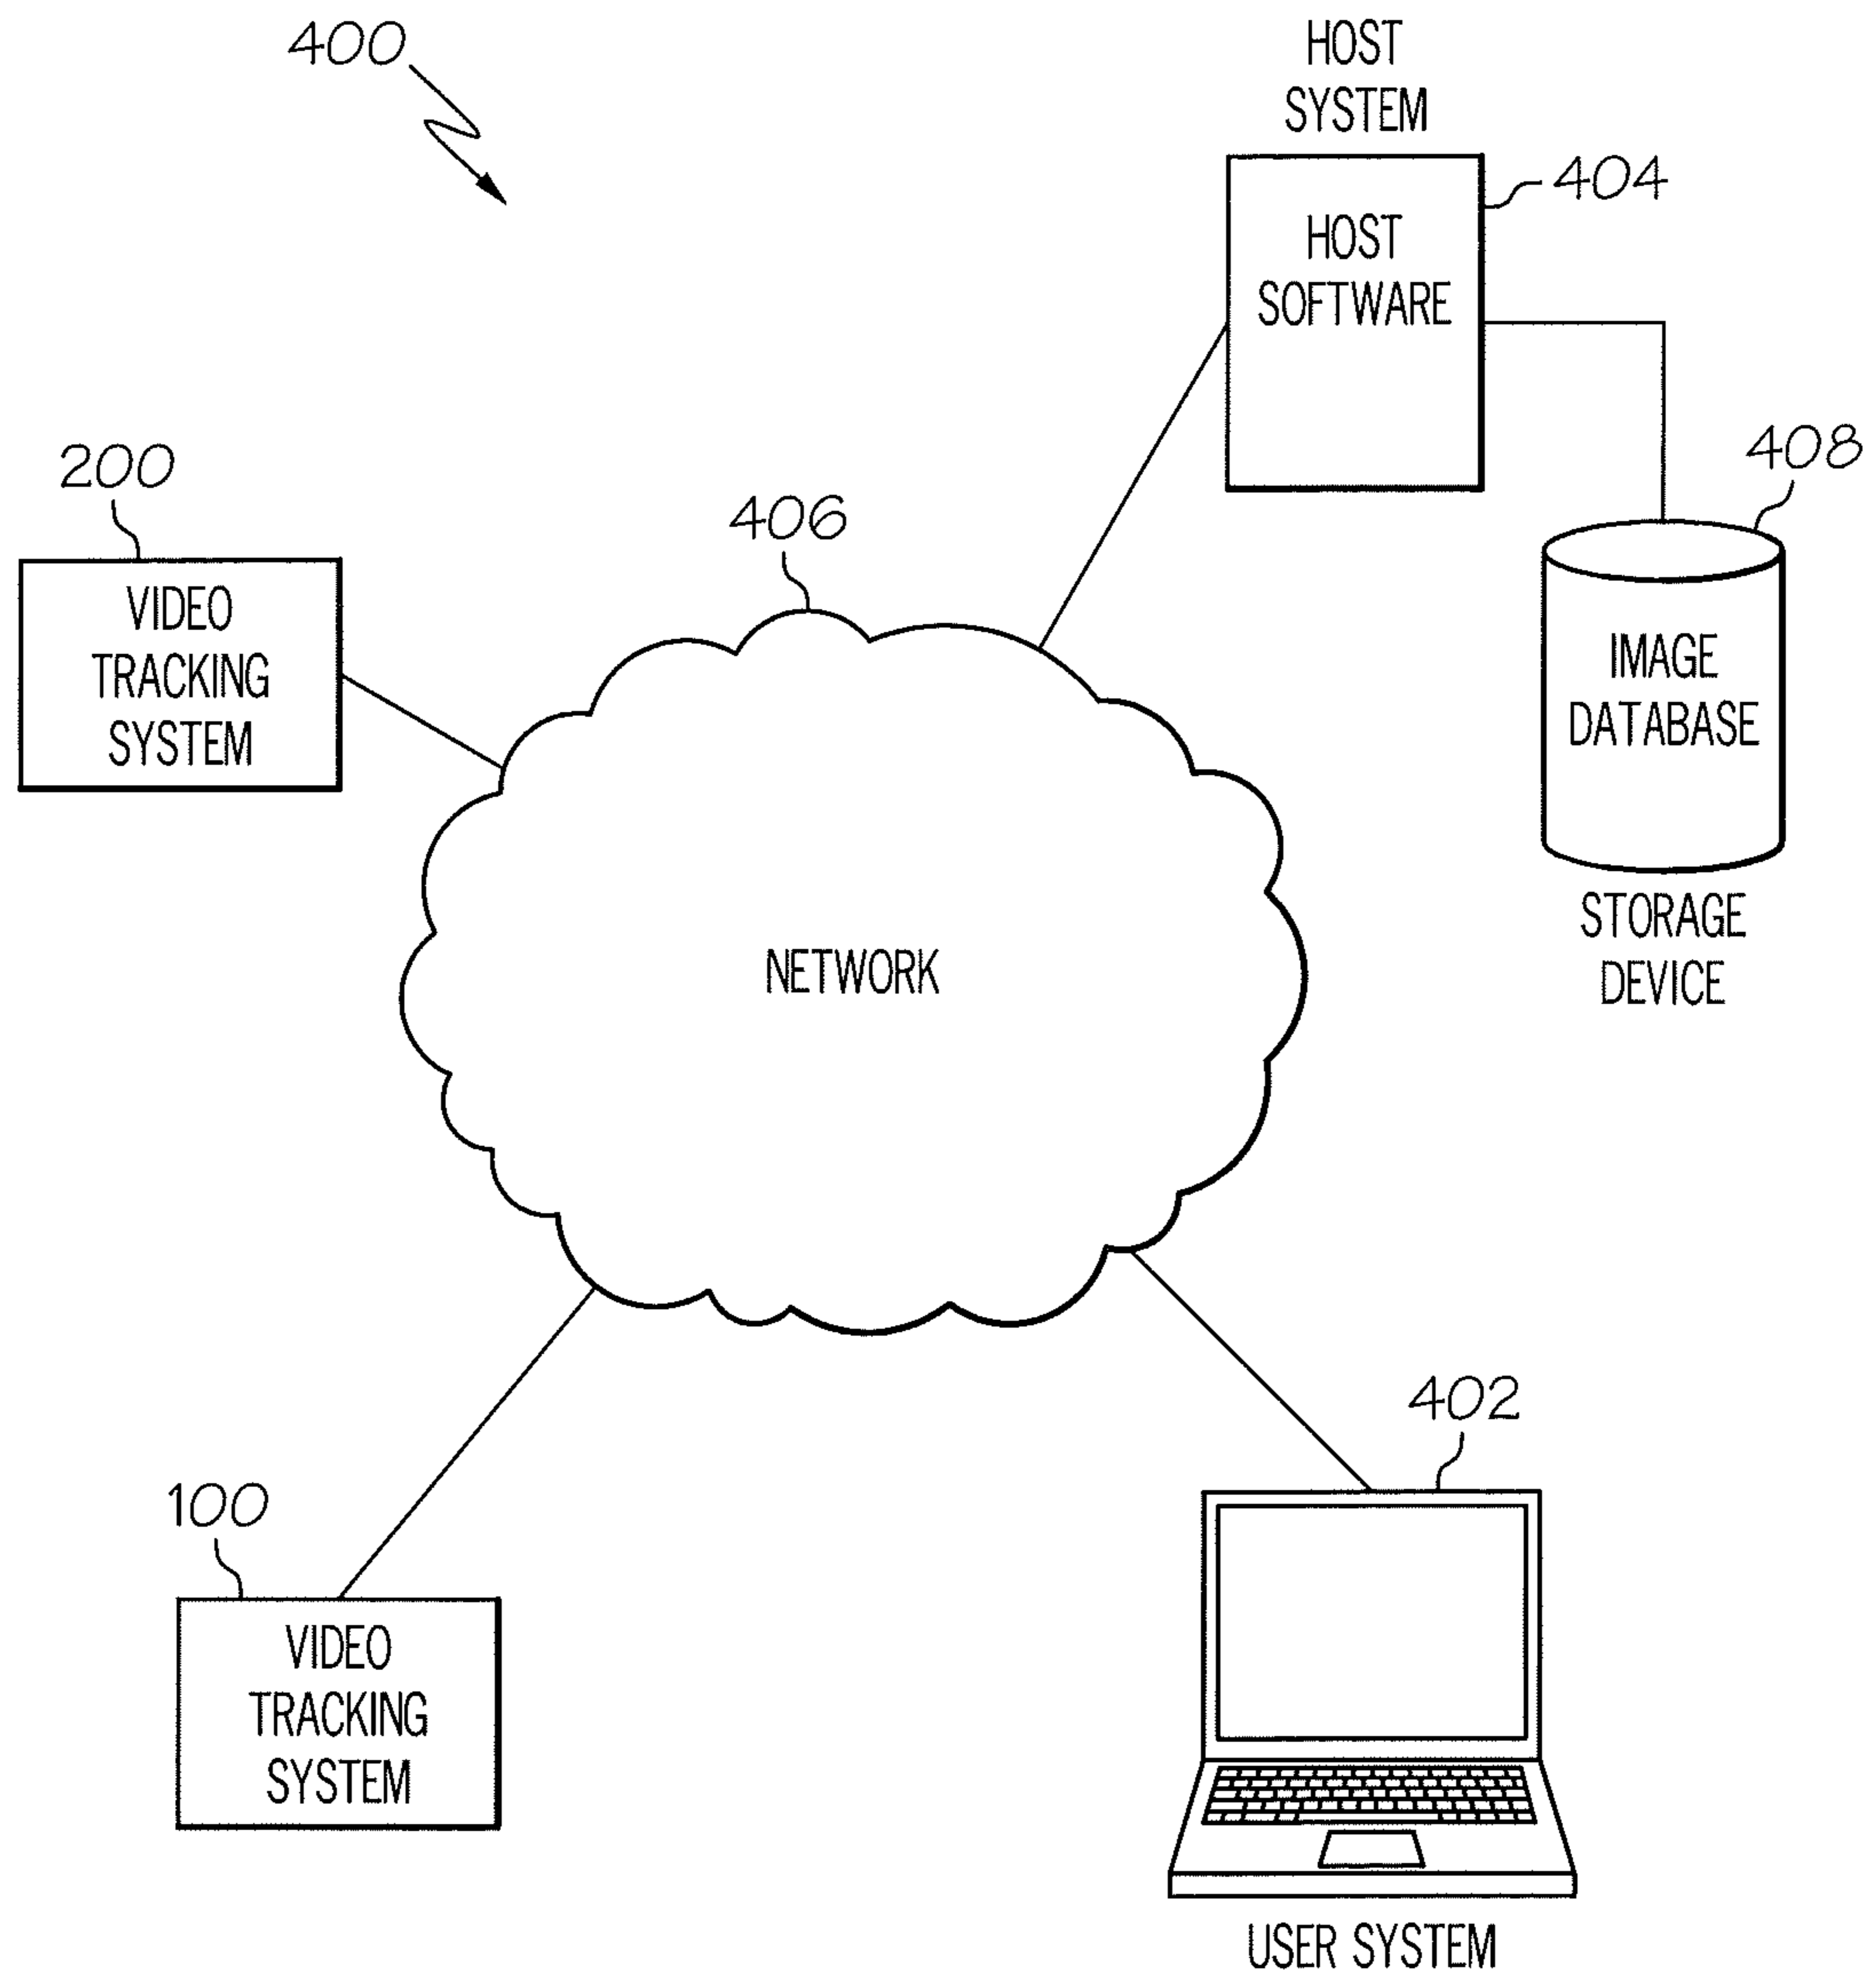 400
HOST
SYSTEM
404
HOST
SOFTWARE
408
200
406
VIDEO
TRACKING
SYSTEM
IMAGE
DATABASE
STORAGE
DEVICE
NETWORK
402
100
VIDEO
TRACKING
SYSTEM
USER SYSTEM